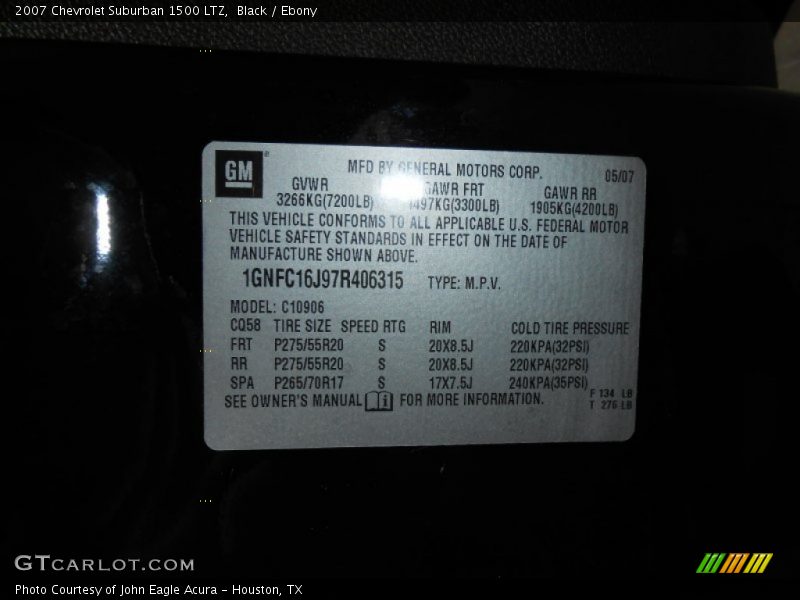 2007 Chevrolet Suburban 1500 LTZ,  Black / Ebony
GM®
MFD BY GENERAL MOTORS CORP. 05/07
GVWR GAWR FRT GAWR RR
3266KG(7200LB) 1497KG(3300LB) 1905KG(4200LB)
THIS VEHICLE CONFORMS TO ALL APPLICABLE U.S. FEDERAL MOTOR
VEHICLE SAFETY STANDARDS IN EFFECT ON THE DATE OF
MANUFACTURE SHOWN ABOVE.
1GNFC16J97R406315 TYPE: M.P.V.
MODEL: C10906
CQ58 TIRE SIZE SPEED RTG RIM COLD TIRE PRESSURE
FRT P275/55R20 S 20X8.5J 220KPA(32PSI)
RR P275/55R20 S 20X8.5J 220KPA(32PSI)
SPA P265/70R17 S 17X7.5J 240KPA(35PSI)
SEE OWNER'S MANUAL FOR MORE INFORMATION.
F 134 LB
T 276 LB
GTCARLOT.COM
Photo Courtesy of John Eagle Acura - Houston, TX